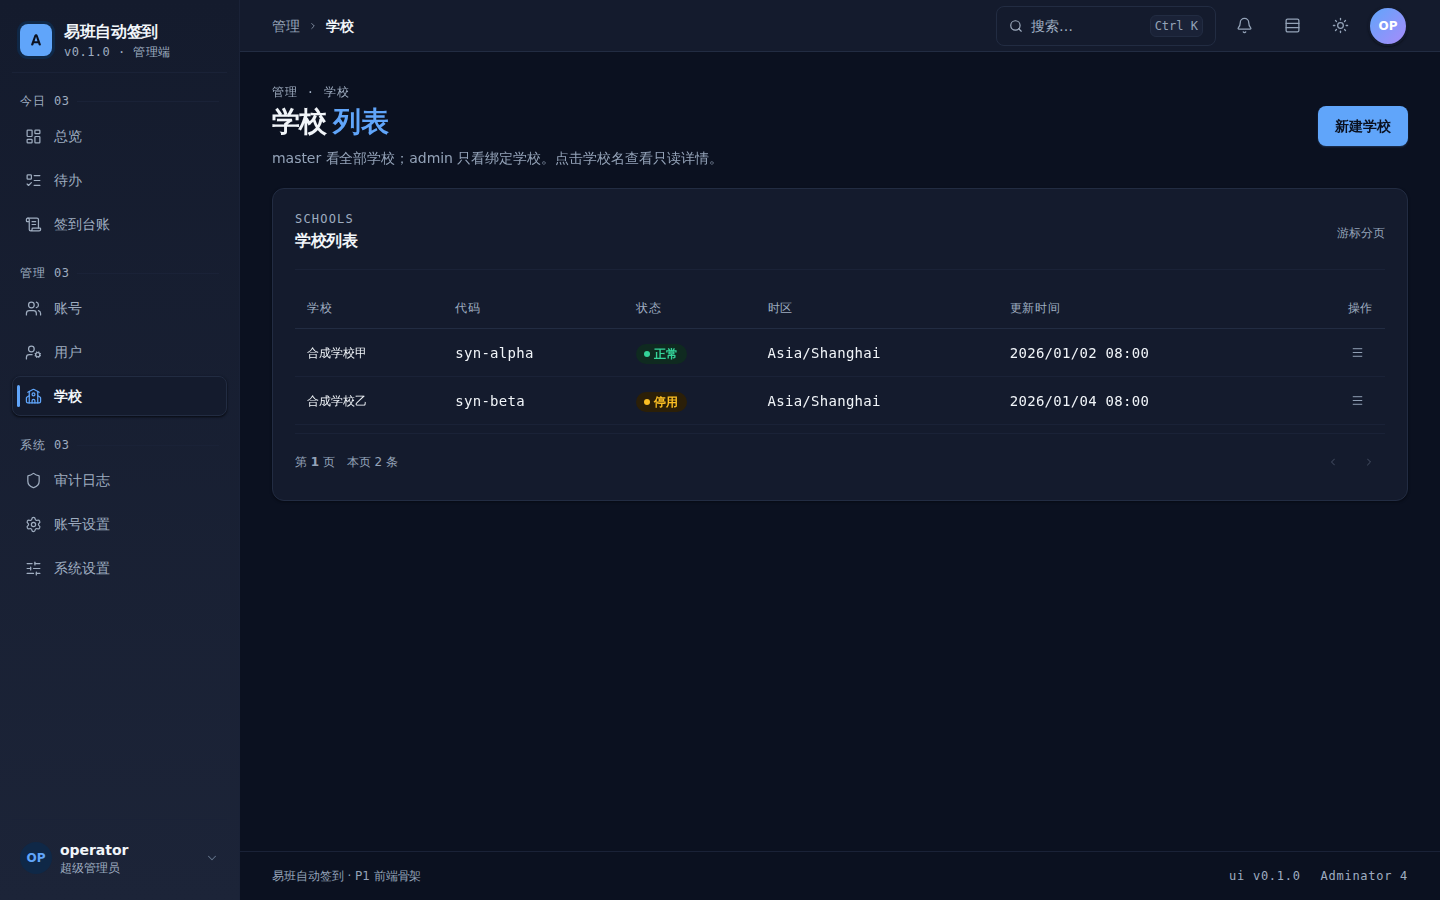 A
易班自动签到
v0.1.0 · 管理端
今日 03
总览
待办
签到台账
管理 03
账号
用户
学校
系统 03
审计日志
账号设置
系统设置
OP
operator
超级管理员
管理 › 学校
搜索... Ctrl K
OP
管理 · 学校
学校 列表
master 看全部学校；admin 只看绑定学校。点击学校名查看只读详情。
新建学校
SCHOOLS
学校列表
游标分页
学校 代码 状态 时区 更新时间 操作
合成学校甲 syn-alpha 正常 Asia/Shanghai 2026/01/02 08:00
合成学校乙 syn-beta 停用 Asia/Shanghai 2026/01/04 08:00
第 1 页 本页 2 条
易班自动签到 · P1 前端骨架
ui v0.1.0 Adminator 4